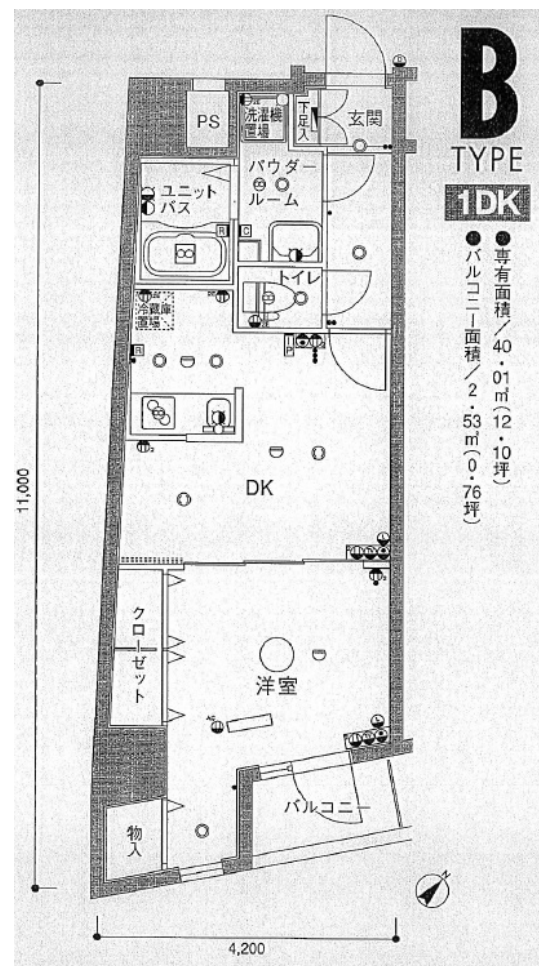 B
TYPE
1DK
●専有面積／40・01㎡(12・10坪)
●バルコニー面積／2・53㎡(0・76坪)
PS
洗濯機
置場
下足入
玄関
パウダー
ルーム
ユニット
バス
R
C
トイレ
冷蔵庫
置場
R
IP
DK
クローゼット
洋室
AC
バルコニー
物入
N
11,000
4,200